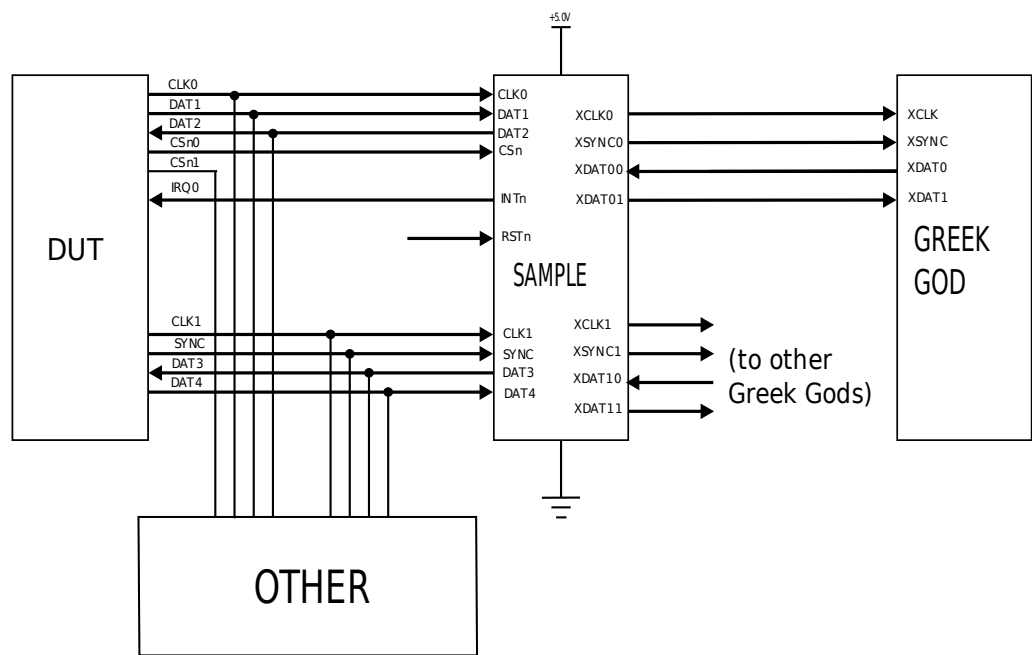 +5.0V
CLK0
DAT1
DAT2
CSn0
CSn1
IRQ0
DUT
CLK1
SYNC
DAT3
DAT4
CLK0
DAT1
DAT2
CSn
INTn
RSTn
SAMPLE
CLK1
SYNC
DAT3
DAT4
XCLK0
XSYNC0
XDAT00
XDAT01
XCLK1
XSYNC1
XDAT10
XDAT11
(to other
Greek Gods)
XCLK
XSYNC
XDAT0
XDAT1
GREEK
GOD
OTHER